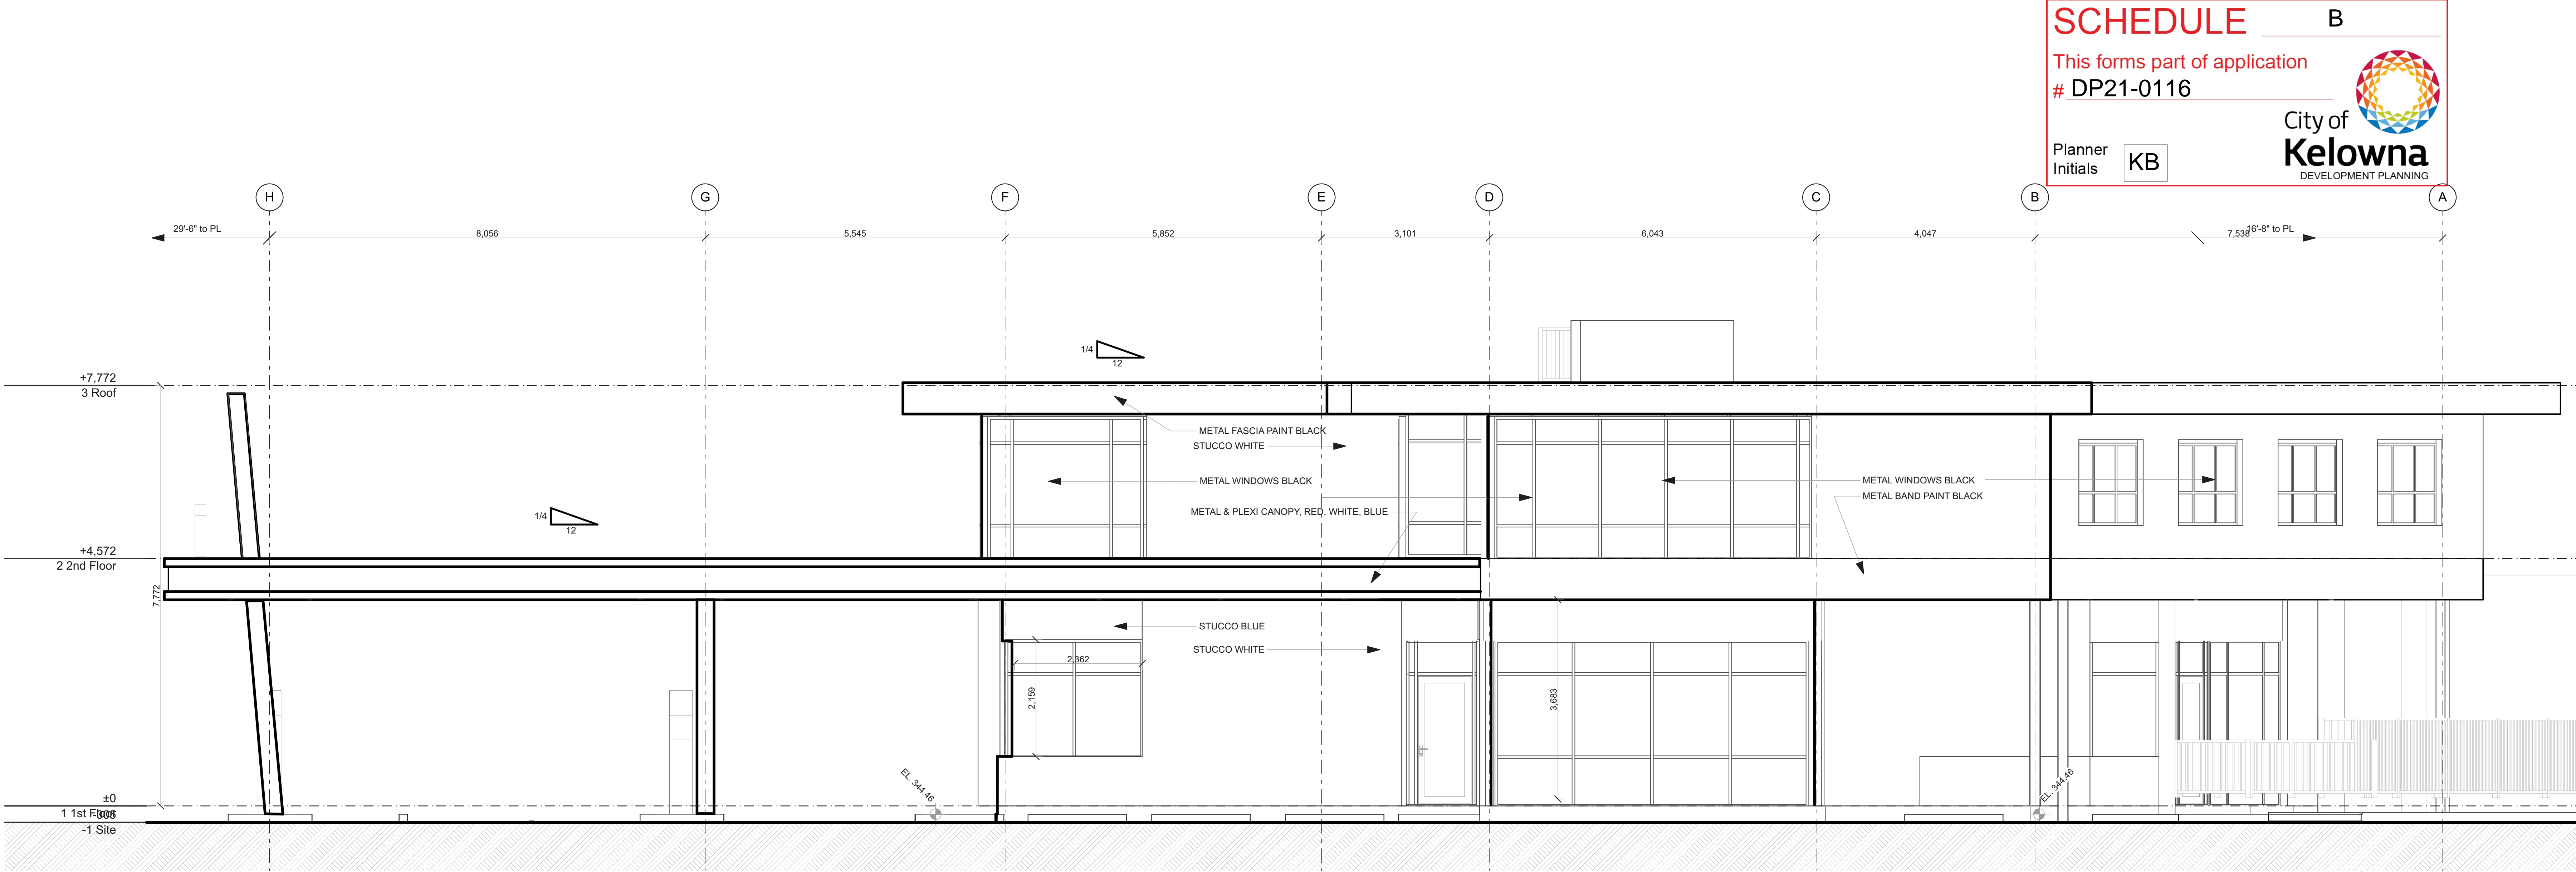 SCHEDULE B
This forms part of application
# DP21-0116
City of
Kelowna
DEVELOPMENT PLANNING
Planner
Initials KB
H G F E D C B A
29'-6" to PL 8,056 5,545 5,852 3,101 6,043 4,047 7,538 16'-8" to PL
1/4
12
+7,772
3 Roof
METAL FASCIA PAINT BLACK
STUCCO WHITE
METAL WINDOWS BLACK METAL WINDOWS BLACK
METAL BAND PAINT BLACK
METAL & PLEXI CANOPY, RED, WHITE, BLUE
1/4
12
+4,572
2 2nd Floor
7,772
STUCCO BLUE
STUCCO WHITE
2,362
2,159
3,683
EL. 344.46 EL. 344.46
±0
1 1st Floor
-305
-1 Site